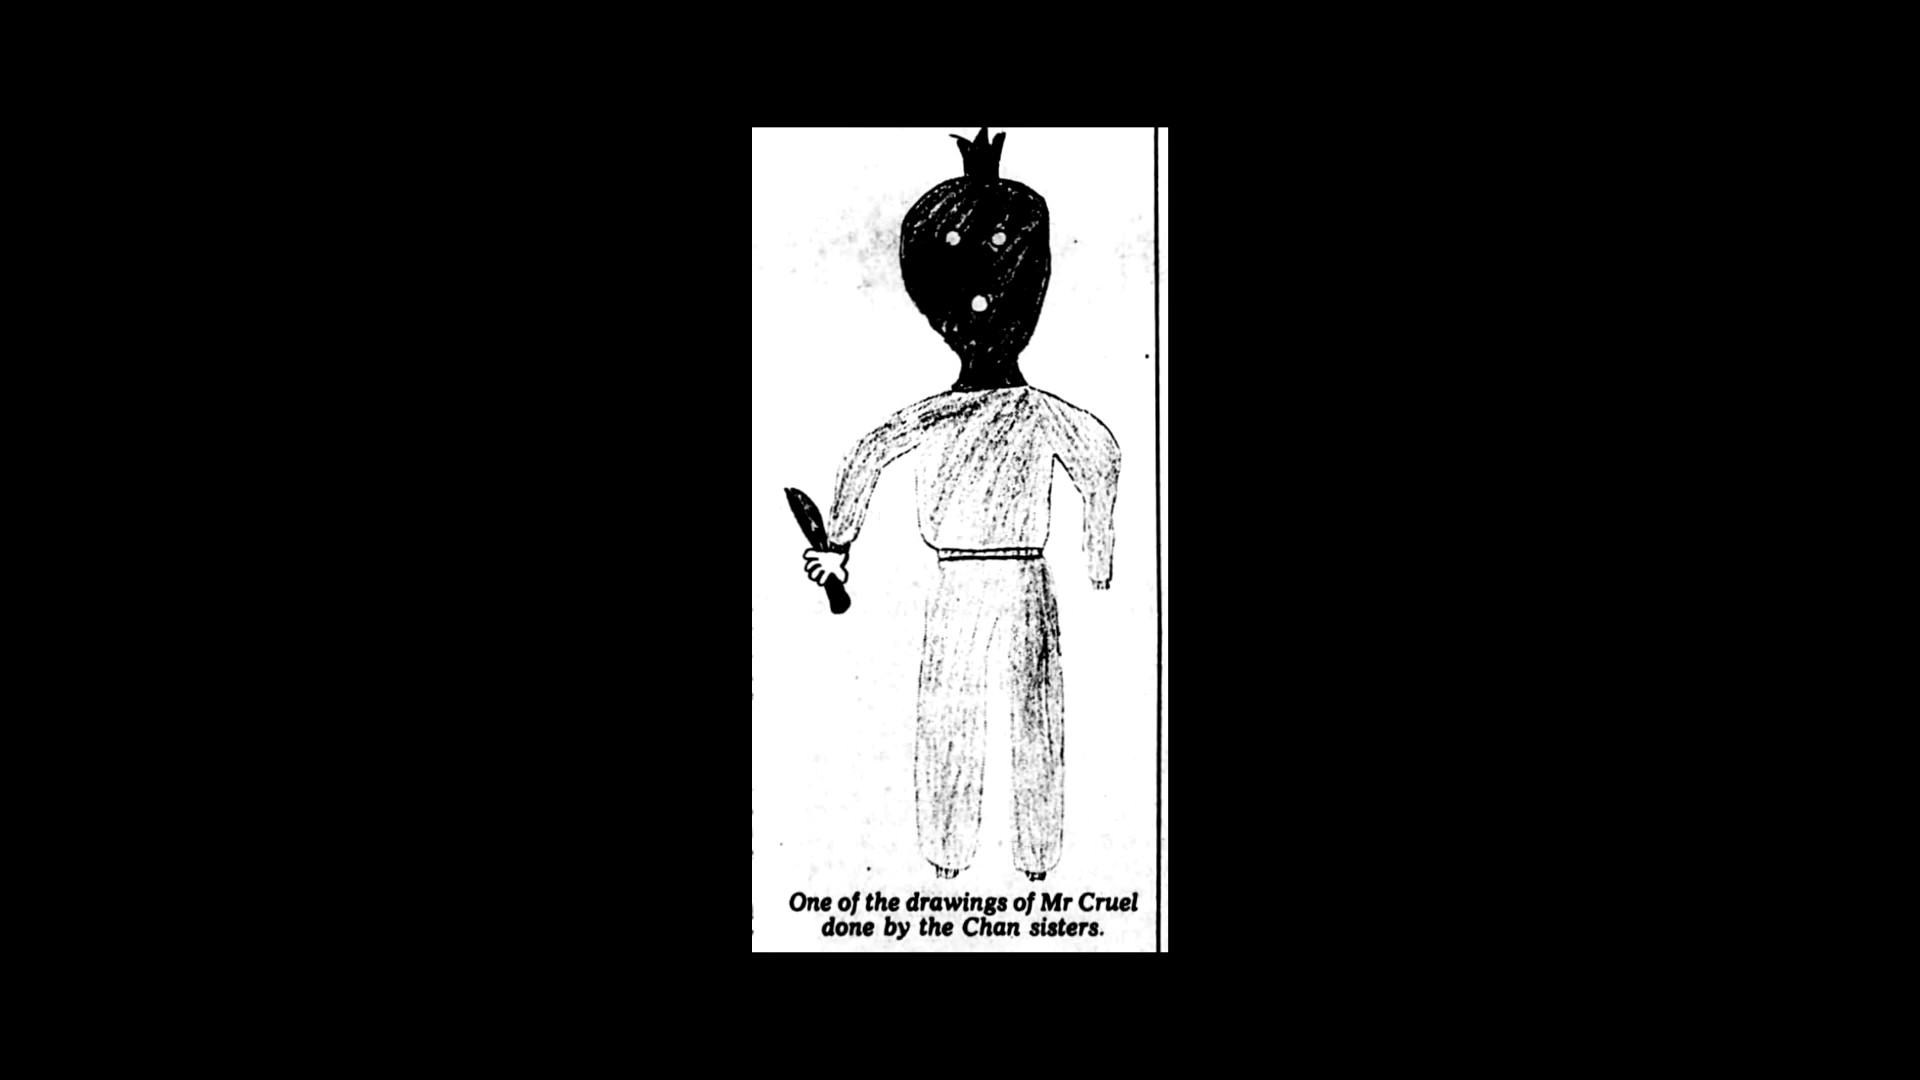 One of the drawings of Mr Cruel
done by the Chan sisters.